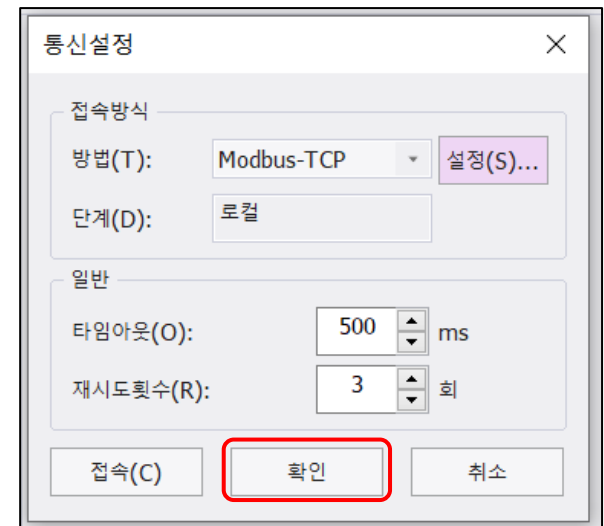 통신설정
접속방식
방법(T): Modbus-TCP 설정(S)...
단계(D): 로컬
일반
타임아웃(O): 500 ms
재시도횟수(R): 3 회
접속(C) 확인 취소